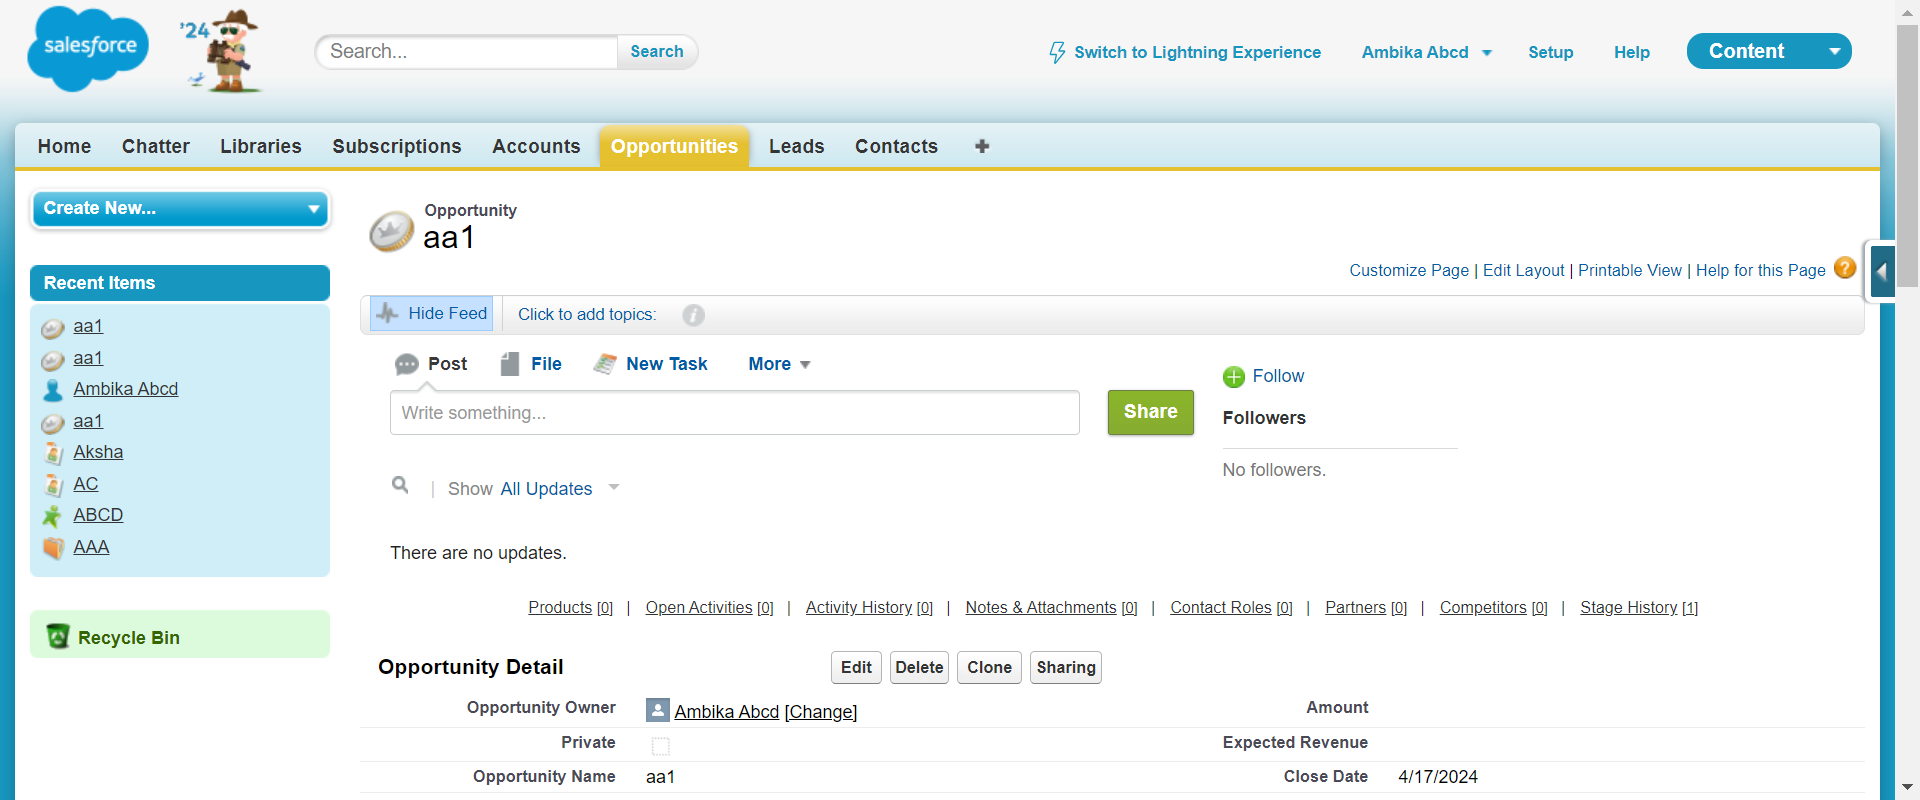 salesforce
'24
Search...
Search
Switch to Lightning Experience
Ambika Abcd
Setup
Help
Content
Home
Chatter
Libraries
Subscriptions
Accounts
Opportunities
Leads
Contacts
Create New...
Recent Items
aa1
aa1
Ambika Abcd
aa1
Aksha
AC
ABCD
AAA
Recycle Bin
Opportunity
aa1
Customize Page | Edit Layout | Printable View | Help for this Page ?
Hide Feed
Click to add topics:
i
Post
File
New Task
More
Write something...
Share
Follow
Followers
No followers.
Show All Updates
There are no updates.
Products [0] | Open Activities [0] | Activity History [0] | Notes & Attachments [0] | Contact Roles [0] | Partners [0] | Competitors [0] | Stage History [1]
Opportunity Detail
Edit
Delete
Clone
Sharing
Opportunity Owner Ambika Abcd [Change] Amount
Private Expected Revenue
Opportunity Name aa1 Close Date 4/17/2024